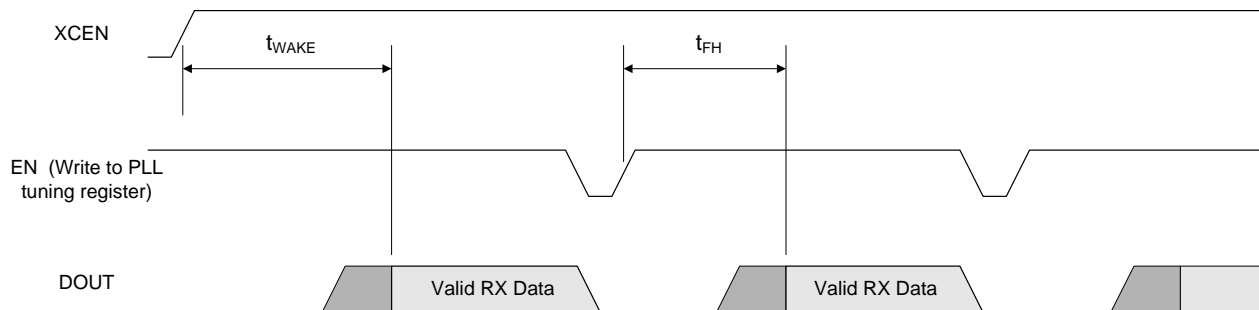 XCEN
tWAKE
tFH
EN (Write to PLL
tuning register)
DOUT
Valid RX Data
Valid RX Data